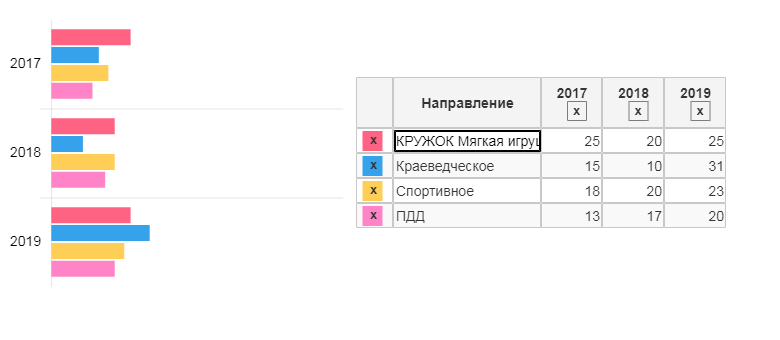 2017
2018
2019
Направление 2017 2018 2019
x x x
x КРУЖОК Мягкая 25 20 25
x Краеведческое 15 10 31
x Спортивное 18 20 23
x ПДД 13 17 20